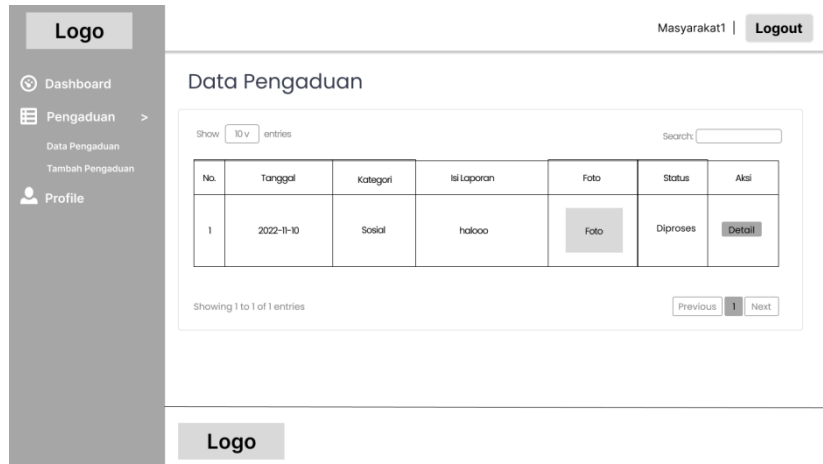 Logo
Masyarakat1 | Logout
Dashboard
Pengaduan >
Data Pengaduan
Tambah Pengaduan
Profile
Data Pengaduan
Show 10 v entries
Search:
No. Tanggal Kategori Isi Laporan Foto Status Aksi
1 2022-11-10 Sosial halooo Foto Diproses Detail
Showing 1 to 1 of 1 entries
Previous 1 Next
Logo